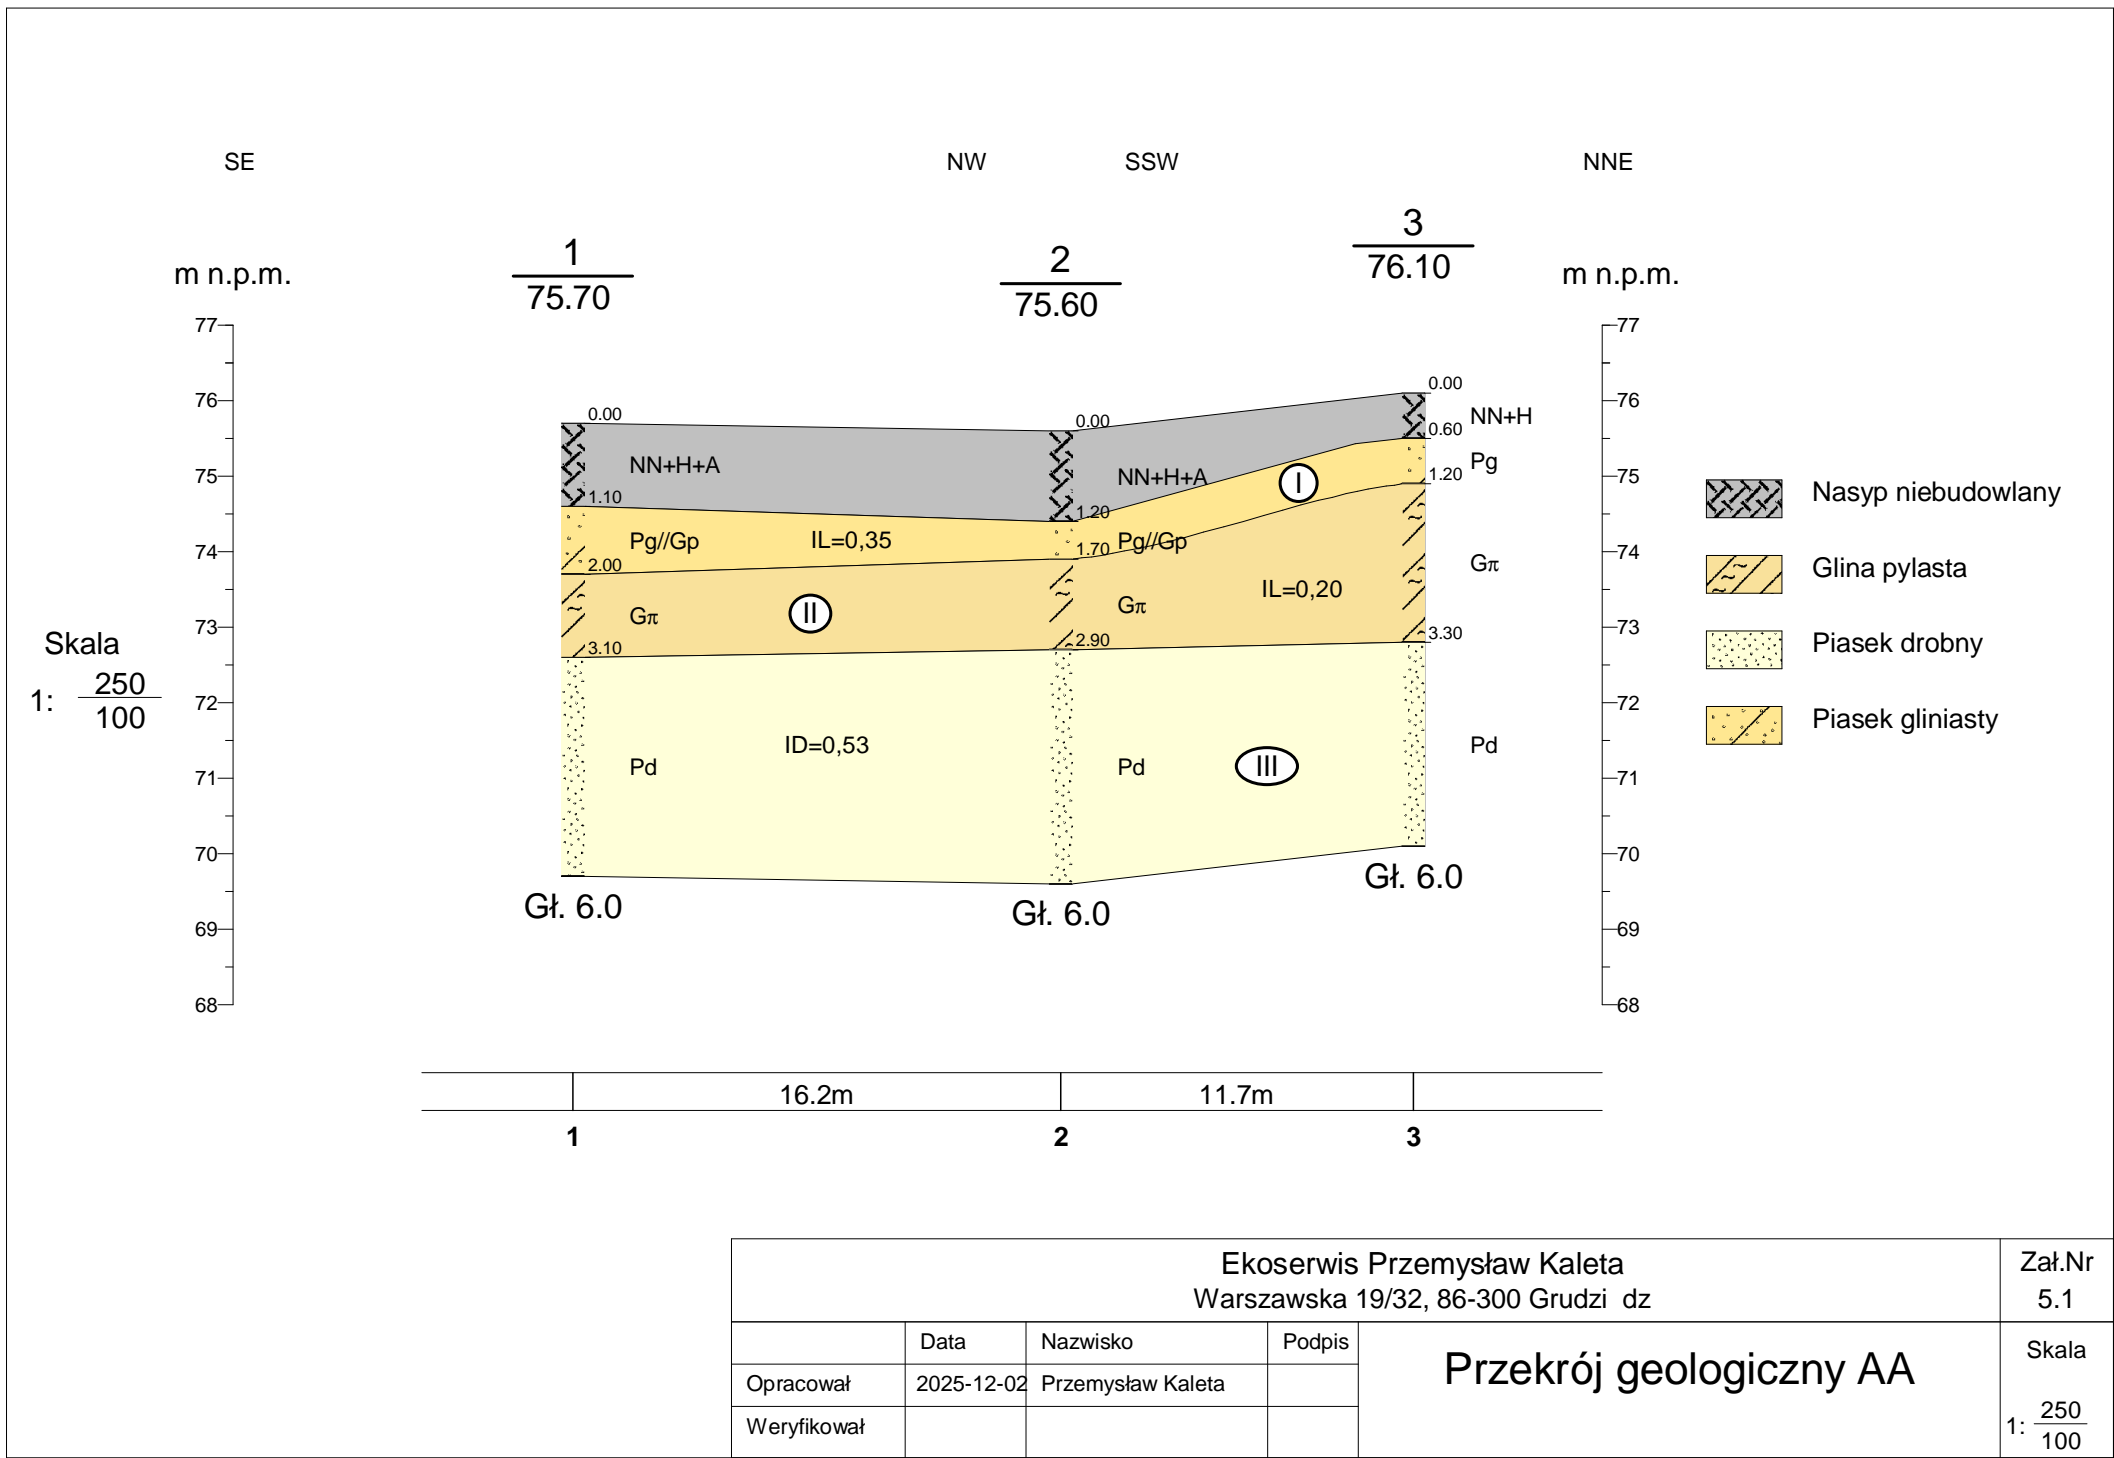 SE NW SSW NNE
1
75.70
2
75.60
3
76.10
m n.p.m.
m n.p.m.
77
76
75
74
73
72
71
70
69
68
77
76
75
74
73
72
71
70
69
68
Skala
1: 250
100
0.00
NN+H+A
1.10
Pg//Gp
IL=0,35
2.00
Gπ
II
3.10
Pd
ID=0,53
Gł. 6.0
0.00
NN+H+A
1.20
1.70
Pg//Gp
Gπ
2.90
Pd
Gł. 6.0
I
IL=0,20
III
0.00
NN+H
0.60
Pg
1.20
Gπ
3.30
Pd
Gł. 6.0
Nasyp niebudowlany
Glina pylasta
Piasek drobny
Piasek gliniasty
16.2m 11.7m
1 2 3
Ekoserwis Przemysław Kaleta
Warszawska 19/32, 86-300 Grudzi dz
Zał.Nr
5.1
Data Nazwisko Podpis
Opracował 2025-12-02 Przemysław Kaleta
Weryfikował
Przekrój geologiczny AA
Skala
1: 250
100